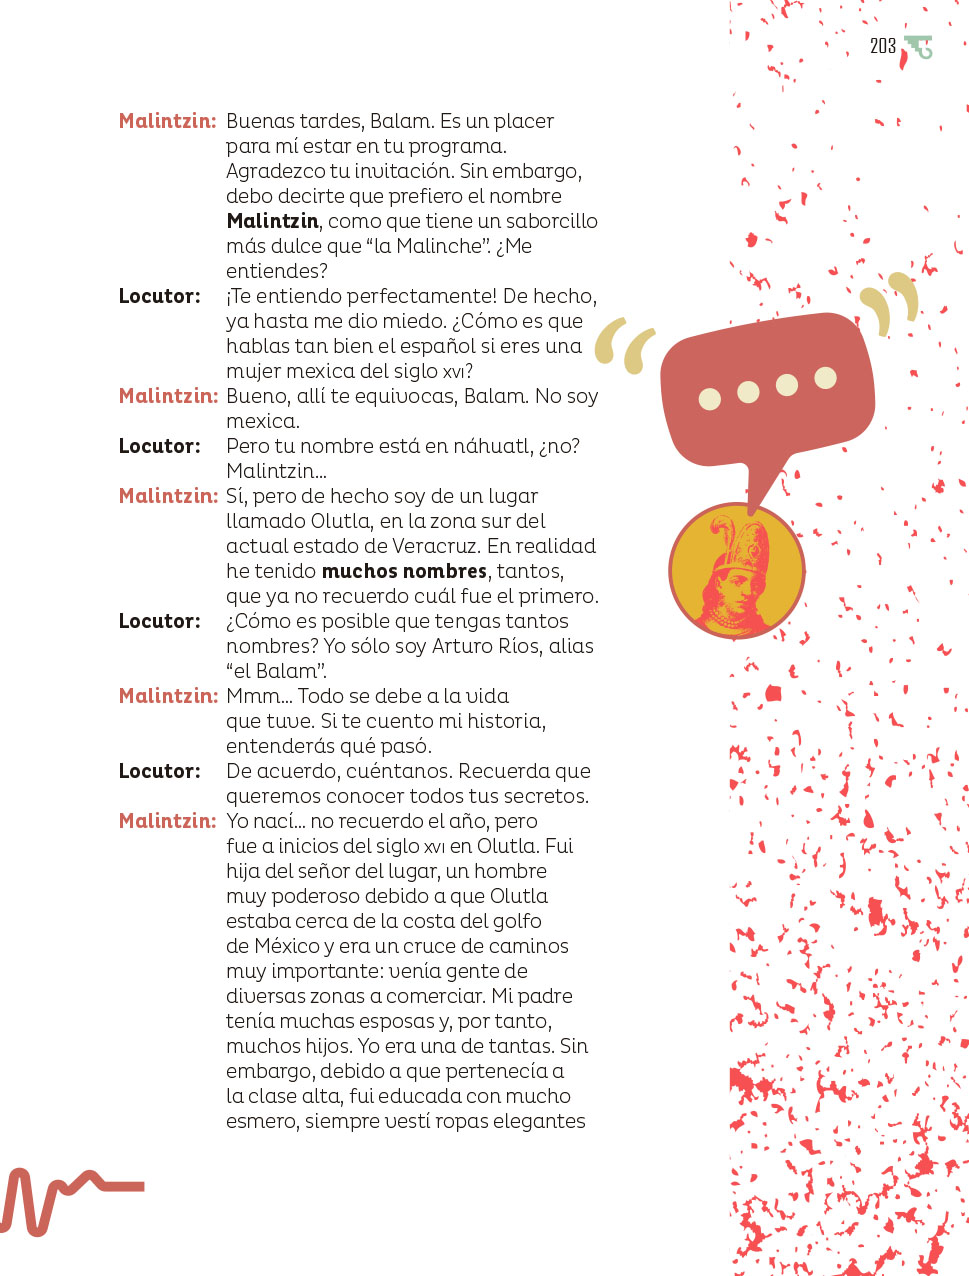 203
Malintzin: Buenas tardes, Balam. Es un placer
para mí estar en tu programa.
Agradezco tu invitación. Sin embargo,
debo decirte que prefiero el nombre
Malintzin, como que tiene un saborcillo
más dulce que “la Malinche”. ¿Me
entiendes?
Locutor: ¡Te entiendo perfectamente! De hecho,
ya hasta me dio miedo. ¿Cómo es que
hablas tan bien el español si eres una
mujer mexica del siglo XVI?
Malintzin: Bueno, allí te equivocas, Balam. No soy
mexica.
Locutor: Pero tu nombre está en náhuatl, ¿no?
Malintzin...
Malintzin: Sí, pero de hecho soy de un lugar
llamado Olutla, en la zona sur del
actual estado de Veracruz. En realidad
he tenido muchos nombres, tantos,
que ya no recuerdo cuál fue el primero.
Locutor: ¿Cómo es posible que tengas tantos
nombres? Yo sólo soy Arturo Ríos, alias
“el Balam”.
Malintzin: Mmm... Todo se debe a la vida
que tuve. Si te cuento mi historia,
entenderás qué pasó.
Locutor: De acuerdo, cuéntanos. Recuerda que
queremos conocer todos tus secretos.
Malintzin: Yo nací... no recuerdo el año, pero
fue a inicios del siglo XVI en Olutla. Fui
hija del señor del lugar, un hombre
muy poderoso debido a que Olutla
estaba cerca de la costa del golfo
de México y era un cruce de caminos
muy importante: venía gente de
diversas zonas a comerciar. Mi padre
tenía muchas esposas y, por tanto,
muchos hijos. Yo era una de tantas. Sin
embargo, debido a que pertenecía a
la clase alta, fui educada con mucho
esmero, siempre vestí ropas elegantes